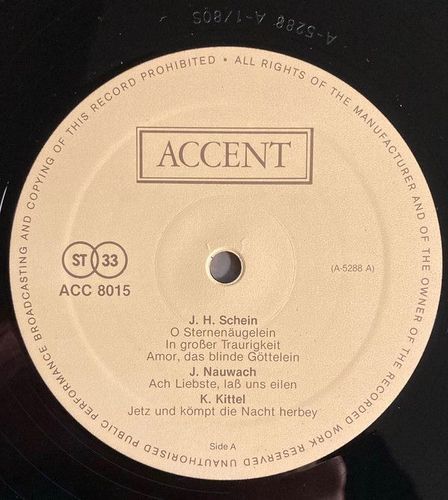 A-5288 A-1/80S
ALL RIGHTS OF THE MANUFACTURER AND OF THE OWNER OF THE RECORDED WORK RESERVED UNAUTHORISED PUBLIC PERFORMANCE BROADCASTING AND COPYING OF THIS RECORD PROHIBITED •
ACCENT
ST 33
ACC 8015
(A-5288 A)
J. H. Schein
O Sternenäugelein
In großer Traurigkeit
Amor, das blinde Göttelein
J. Nauwach
Ach Liebste, laß uns eilen
K. Kittel
Jetz und kömpt die Nacht herbey
Side A